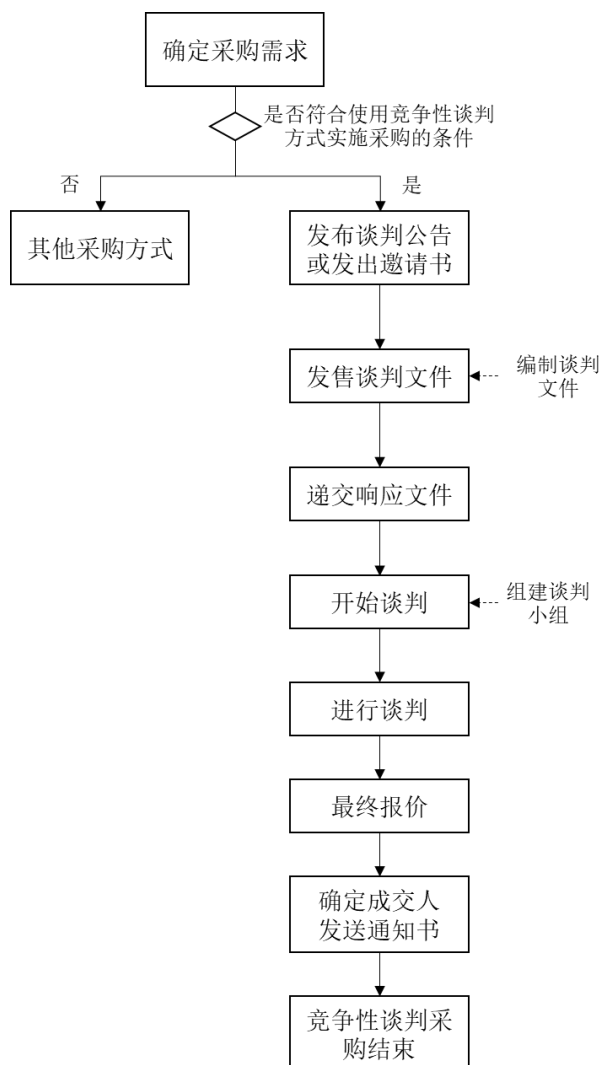 确定采购需求
是否符合使用竞争性谈判
方式实施采购的条件
否
是
其他采购方式
发布谈判公告
或发出邀请书
发售谈判文件
编制谈判
文件
递交响应文件
开始谈判
组建谈判
小组
进行谈判
最终报价
确定成交人
发送通知书
竞争性谈判采
购结束